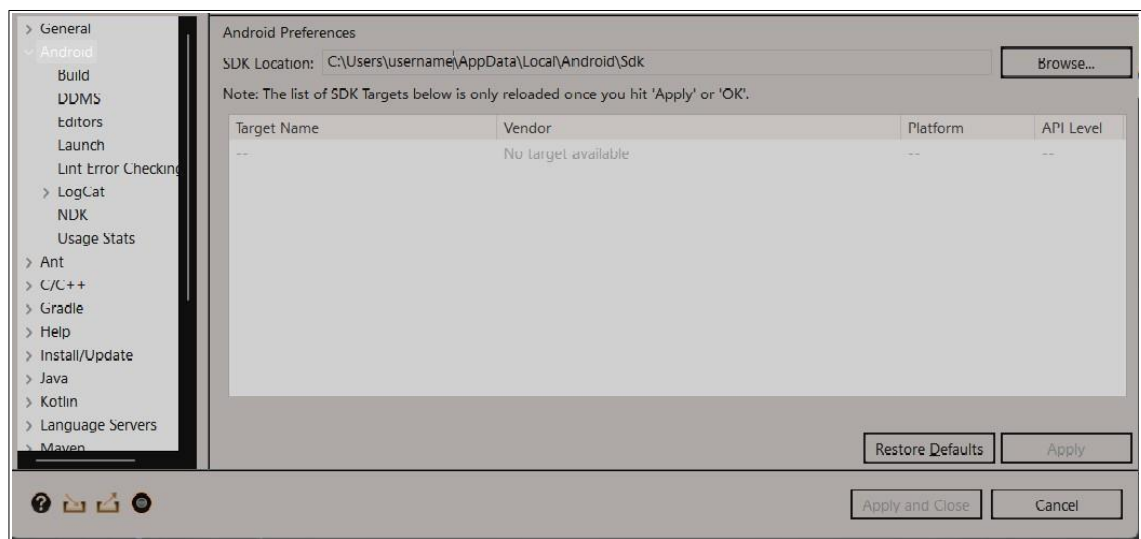 General
Android
Build
DDMS
Editors
Launch
Lint Error Checking
LogCat
NDK
Usage Stats
Ant
C/C++
Gradle
Help
Install/Update
Java
Kotlin
Language Servers
Maven
Android Preferences
SDK Location: C:\Users\username\AppData\Local\Android\Sdk Browse...
Note: The list of SDK Targets below is only reloaded once you hit 'Apply' or 'OK'.
Target Name Vendor Platform API Level
-- No target available -- --
Restore Defaults Apply
Apply and Close Cancel